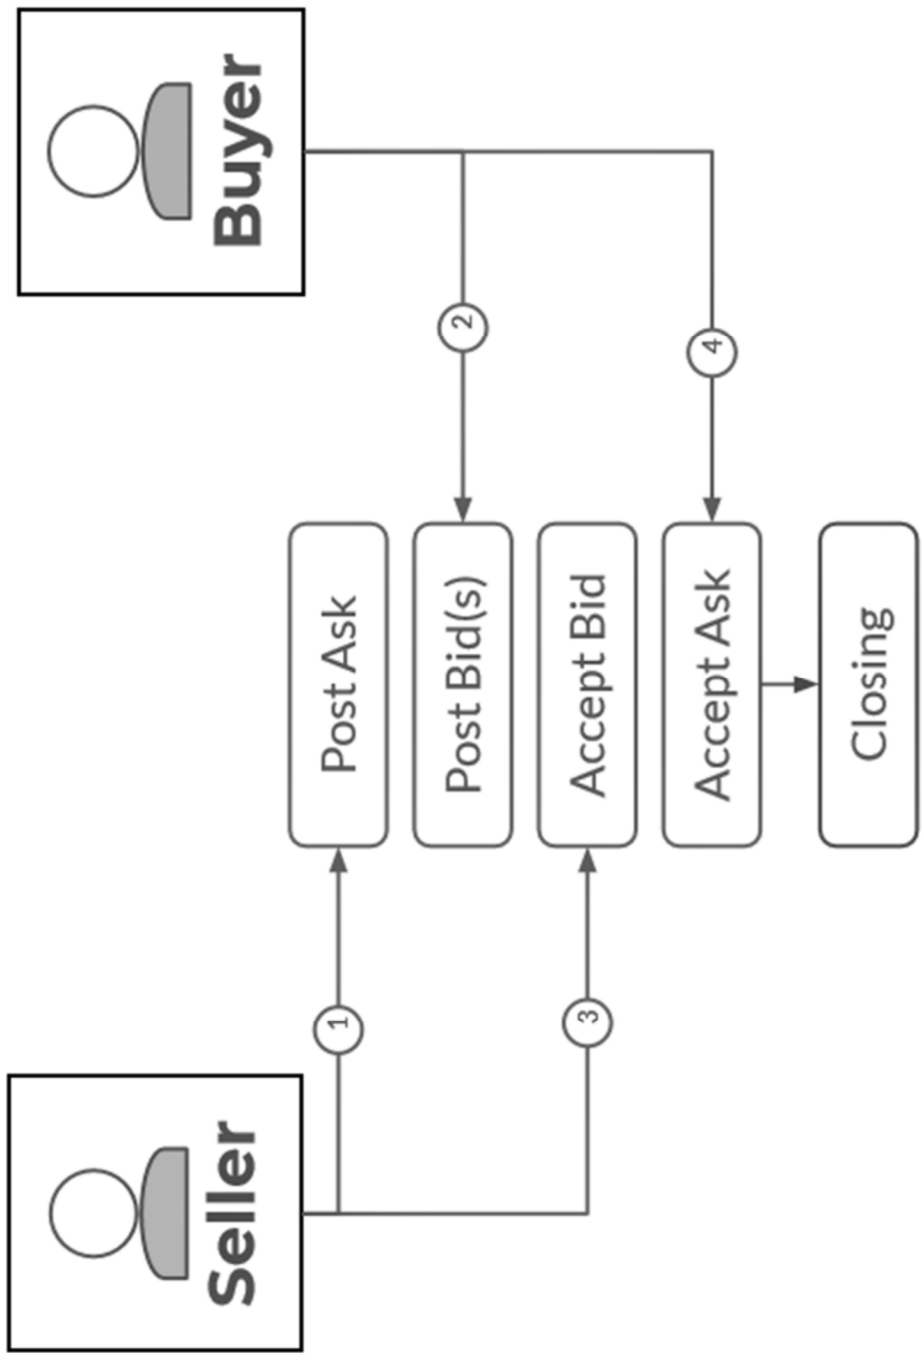 Seller
Buyer
1
Post Ask
2
Post Bid(s)
3
Accept Bid
4
Accept Ask
Closing